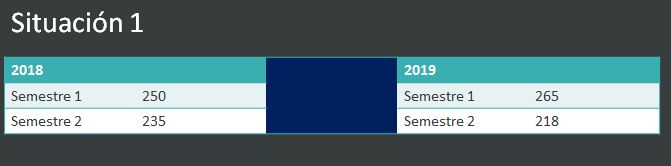 Situación 1
2018 2019
Semestre 1 250 Semestre 1 265
Semestre 2 235 Semestre 2 218